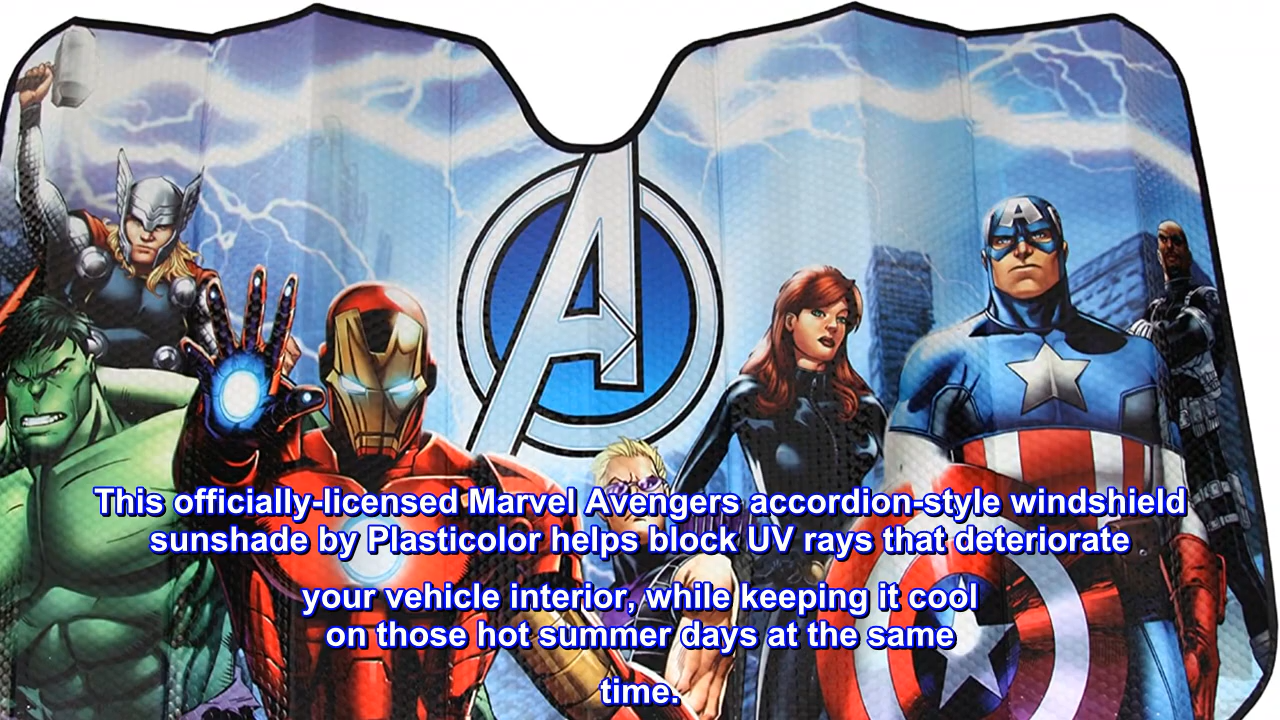 This officially-licensed Marvel Avengers accordion-style windshield
sunshade by Plasticolor helps block UV rays that deteriorate
your vehicle interior, while keeping it cool
on those hot summer days at the same
time.